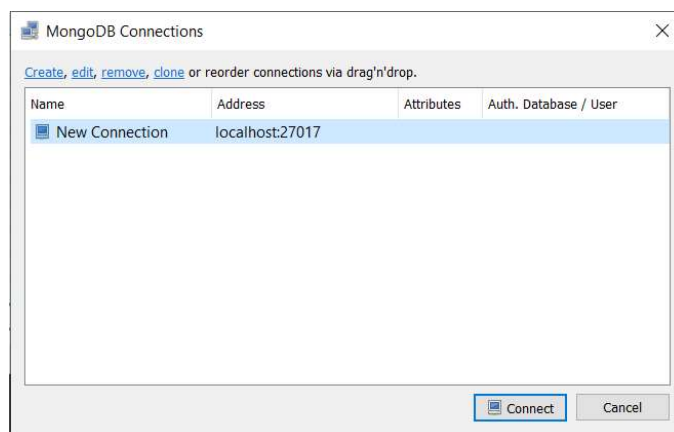 MongoDB Connections
Create, edit, remove, clone or reorder connections via drag'n'drop.
Name Address Attributes Auth. Database / User
New Connection localhost:27017
Connect Cancel